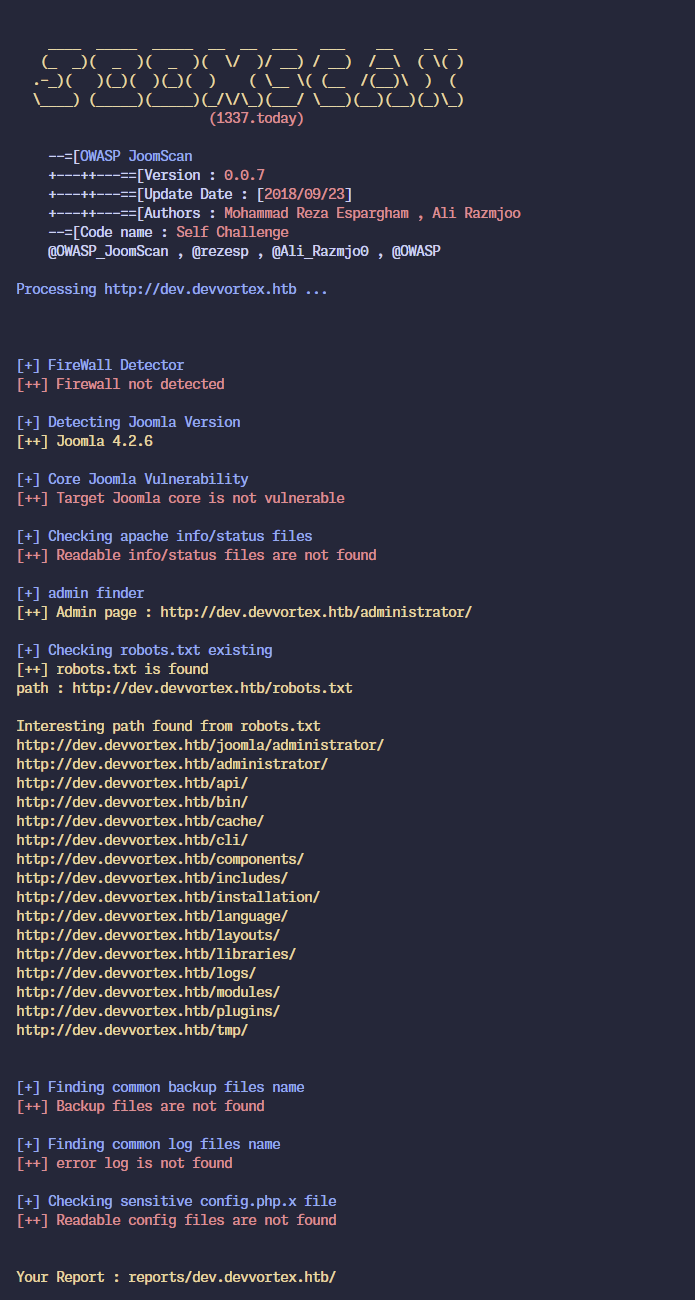 ____  _____  _____  __  __  ___   ___    __    _  _
   (_  _)(  _  )(  _  )(  \/  )/ __) / __)  /__\  ( \( )
  .-_)(   )(_)(  )(_)(  )    ( \__ \( (__  /(__)\  )  (
  \____) (_____)(_____)(_/\/\_)(___/ \___)(__)(__)(_)\_)
                        (1337.today)
    --=[OWASP JoomScan
    +---++---==[Version : 0.0.7
    +---++---==[Update Date : [2018/09/23]
    +---++---==[Authors : Mohammad Reza Espargham , Ali Razmjoo
    --=[Code name : Self Challenge
    @OWASP_JoomScan , @rezesp , @Ali_Razmjo0 , @OWASP
Processing http://dev.devvortex.htb ...
[+] FireWall Detector
[++] Firewall not detected
[+] Detecting Joomla Version
[++] Joomla 4.2.6
[+] Core Joomla Vulnerability
[++] Target Joomla core is not vulnerable
[+] Checking apache info/status files
[++] Readable info/status files are not found
[+] admin finder
[++] Admin page : http://dev.devvortex.htb/administrator/
[+] Checking robots.txt existing
[++] robots.txt is found
path : http://dev.devvortex.htb/robots.txt
Interesting path found from robots.txt
http://dev.devvortex.htb/joomla/administrator/
http://dev.devvortex.htb/administrator/
http://dev.devvortex.htb/api/
http://dev.devvortex.htb/bin/
http://dev.devvortex.htb/cache/
http://dev.devvortex.htb/cli/
http://dev.devvortex.htb/components/
http://dev.devvortex.htb/includes/
http://dev.devvortex.htb/installation/
http://dev.devvortex.htb/language/
http://dev.devvortex.htb/layouts/
http://dev.devvortex.htb/libraries/
http://dev.devvortex.htb/logs/
http://dev.devvortex.htb/modules/
http://dev.devvortex.htb/plugins/
http://dev.devvortex.htb/tmp/
[+] Finding common backup files name
[++] Backup files are not found
[+] Finding common log files name
[++] error log is not found
[+] Checking sensitive config.php.x file
[++] Readable config files are not found
Your Report : reports/dev.devvortex.htb/